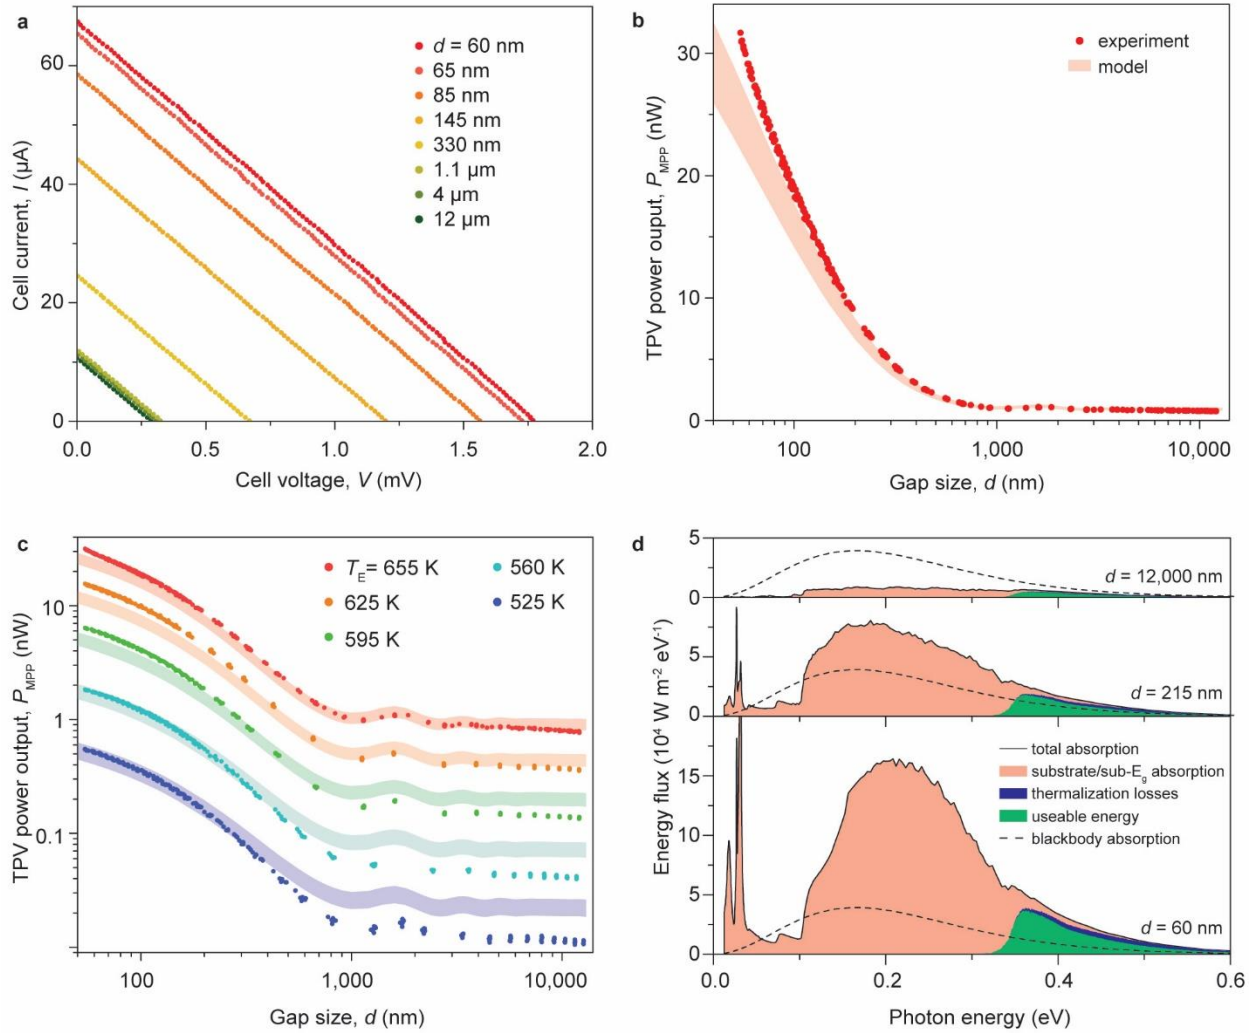 a
Cell current, I (μA)
60
40
20
0
0.0
0.5
1.0
1.5
2.0
Cell voltage, V (mV)
d = 60 nm
65 nm
85 nm
145 nm
330 nm
1.1 μm
4 μm
12 μm
b
TPV power ouput, P_MPP (nW)
30
20
10
0
100
1,000
10,000
Gap size, d (nm)
experiment
model
c
TPV power output, P_MPP (nW)
10
1
0.1
100
1,000
10,000
Gap size, d (nm)
T_E = 655 K
625 K
595 K
560 K
525 K
d
Energy flux (10⁴ W m⁻² eV⁻¹)
5
0
d = 12,000 nm
5
0
d = 215 nm
15
10
5
0
total absorption
substrate/sub-E_g absorption
thermalization losses
useable energy
blackbody absorption
d = 60 nm
0.0
0.2
0.4
0.6
Photon energy (eV)